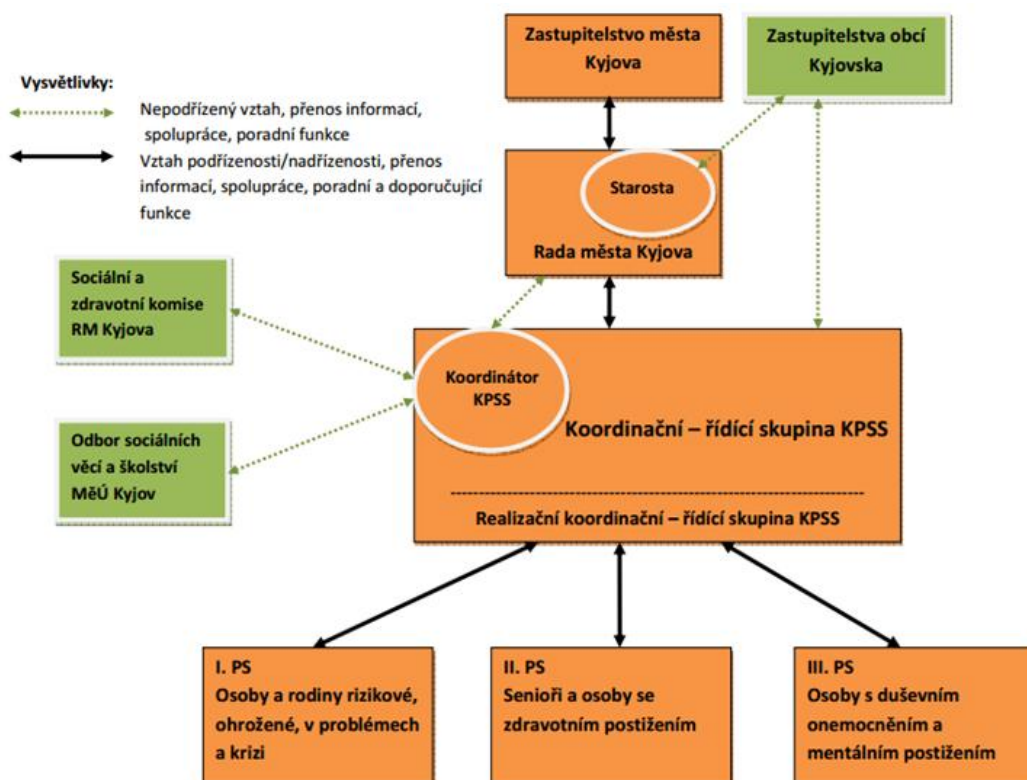 Zastupitelstvo města
Kyjova
Zastupitelstva obcí
Kyjovska
Vysvětlivky:
Nepodřízený vztah, přenos informací,
spolupráce, poradní funkce
Vztah podřízenosti/nadřízenosti, přenos
informací, spolupráce, poradní a doporučující
funkce
Starosta
Rada města Kyjova
Sociální a
zdravotní komise
RM Kyjova
Koordinátor
KPSS
Koordinační – řídící skupina KPSS
Odbor sociálních
věcí a školství
MěÚ Kyjov
Realizační koordinační – řídící skupina KPSS
I. PS
Osoby a rodiny rizikové,
ohrožené, v problémech
a krizi
II. PS
Senioři a osoby se
zdravotním postižením
III. PS
Osoby s duševním
onemocněním a
mentálním postižením